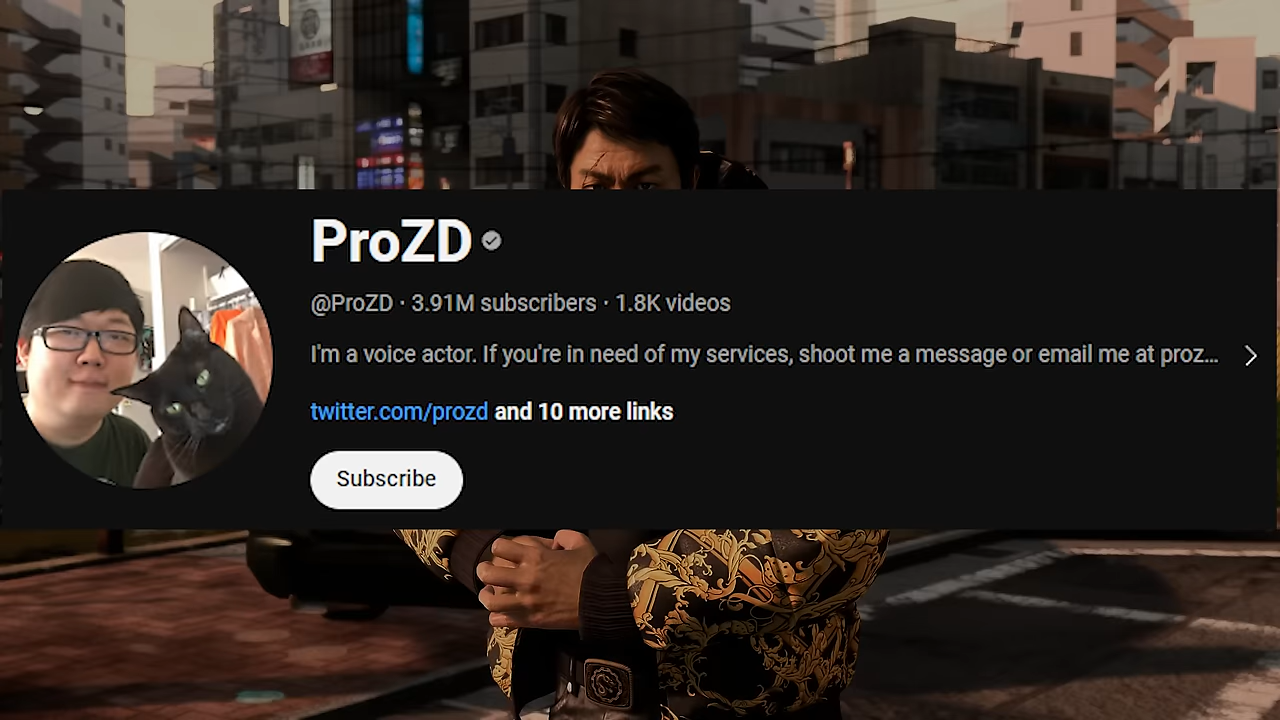 ProZD
@ProZD · 3.91M subscribers · 1.8K videos
I'm a voice actor. If you're in need of my services, shoot me a message or email me at proz...
twitter.com/prozd and 10 more links
Subscribe